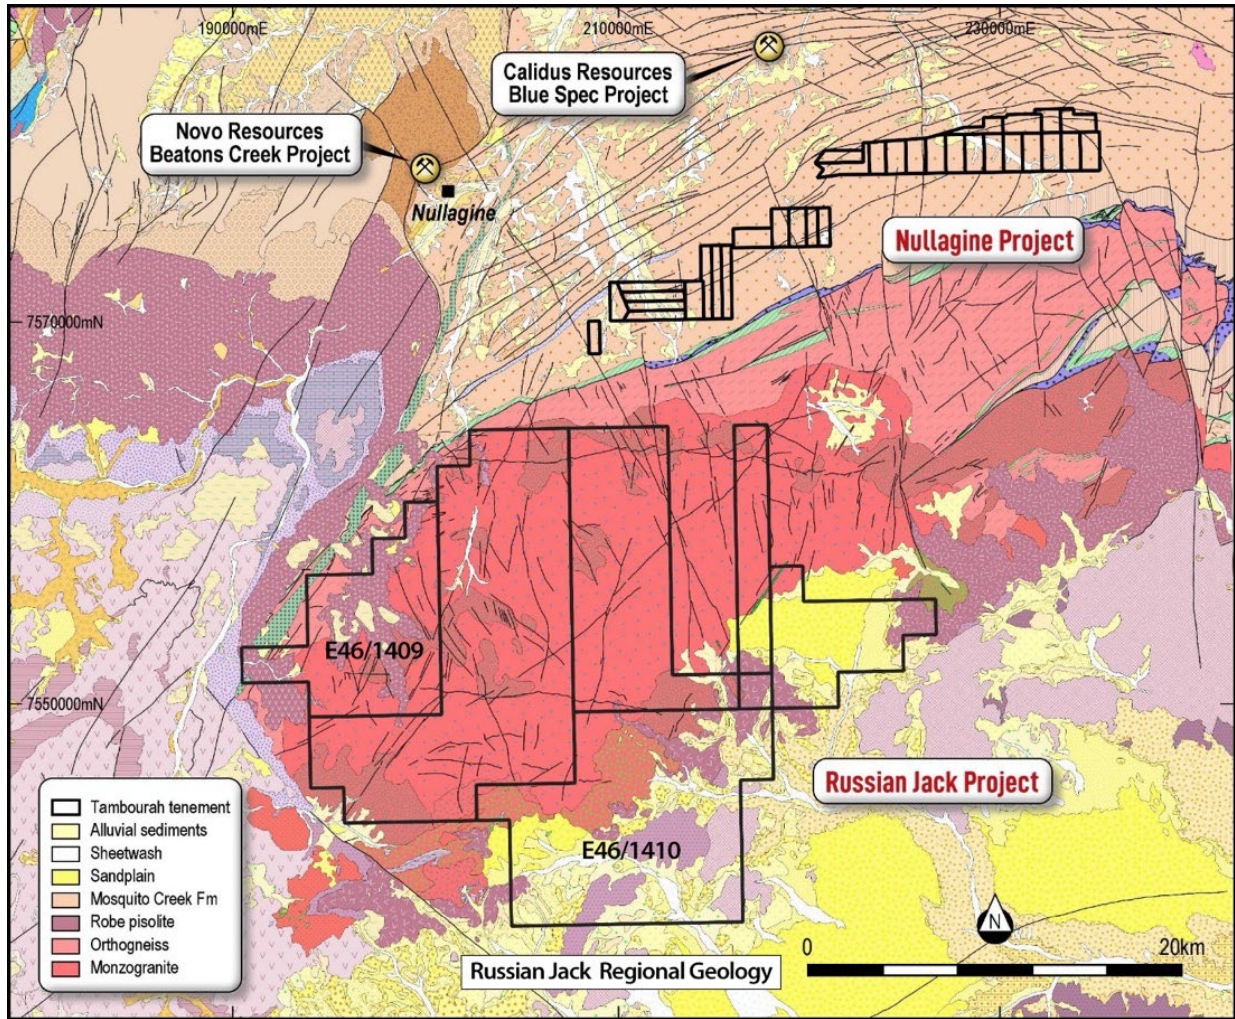 190000mE
210000mE
230000mE
Calidus Resources
Blue Spec Project
Novo Resources
Beatons Creek Project
Nullagine
Nullagine Project
7570000mN
E46/1409
7550000mN
Russian Jack Project
Tambourah tenement
Alluvial sediments
Sheetwash
Sandplain
Mosquito Creek Fm
Robe pisolite
Orthogneiss
Monzogranite
E46/1410
N
0
20km
Russian Jack Regional Geology